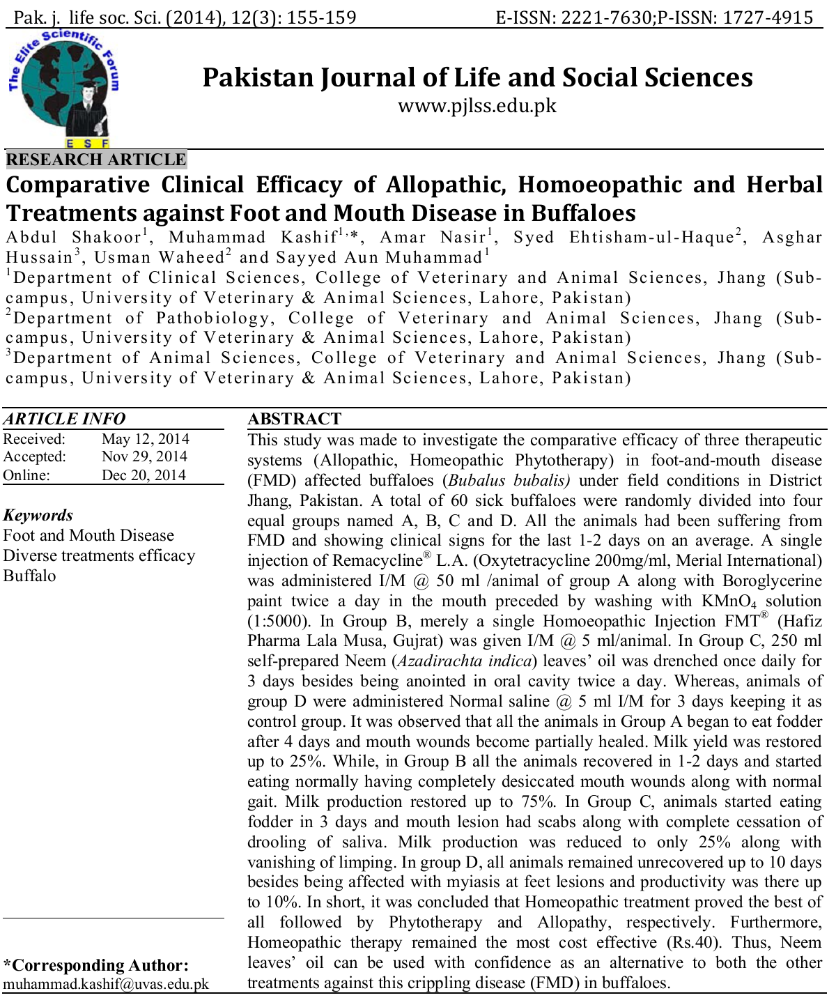 Pak. j. life soc. Sci. (2014), 12(3): 155-159 E-ISSN: 2221-7630;P-ISSN: 1727-4915
The Elite Scientific Forum
E S F
Pakistan Journal of Life and Social Sciences
www.pjlss.edu.pk
RESEARCH ARTICLE
Comparative Clinical Efficacy of Allopathic, Homoeopathic and Herbal
Treatments against Foot and Mouth Disease in Buffaloes
Abdul Shakoor1, Muhammad Kashif1,*, Amar Nasir1, Syed Ehtisham-ul-Haque2, Asghar
Hussain3, Usman Waheed2 and Sayyed Aun Muhammad1
1Department of Clinical Sciences, College of Veterinary and Animal Sciences, Jhang (Sub-
campus, University of Veterinary & Animal Sciences, Lahore, Pakistan)
2Department of Pathobiology, College of Veterinary and Animal Sciences, Jhang (Sub-
campus, University of Veterinary & Animal Sciences, Lahore, Pakistan)
3Department of Animal Sciences, College of Veterinary and Animal Sciences, Jhang (Sub-
campus, University of Veterinary & Animal Sciences, Lahore, Pakistan)
ARTICLE INFO
Received: May 12, 2014
Accepted: Nov 29, 2014
Online: Dec 20, 2014
Keywords
Foot and Mouth Disease
Diverse treatments efficacy
Buffalo
*Corresponding Author:
muhammad.kashif@uvas.edu.pk
ABSTRACT
This study was made to investigate the comparative efficacy of three therapeutic
systems (Allopathic, Homeopathic Phytotherapy) in foot-and-mouth disease
(FMD) affected buffaloes (Bubalus bubalis) under field conditions in District
Jhang, Pakistan. A total of 60 sick buffaloes were randomly divided into four
equal groups named A, B, C and D. All the animals had been suffering from
FMD and showing clinical signs for the last 1-2 days on an average. A single
injection of Remacycline® L.A. (Oxytetracycline 200mg/ml, Merial International)
was administered I/M @ 50 ml /animal of group A along with Boroglycerine
paint twice a day in the mouth preceded by washing with KMnO4 solution
(1:5000). In Group B, merely a single Homoeopathic Injection FMT® (Hafiz
Pharma Lala Musa, Gujrat) was given I/M @ 5 ml/animal. In Group C, 250 ml
self-prepared Neem (Azadirachta indica) leaves’ oil was drenched once daily for
3 days besides being anointed in oral cavity twice a day. Whereas, animals of
group D were administered Normal saline @ 5 ml I/M for 3 days keeping it as
control group. It was observed that all the animals in Group A began to eat fodder
after 4 days and mouth wounds become partially healed. Milk yield was restored
up to 25%. While, in Group B all the animals recovered in 1-2 days and started
eating normally having completely desiccated mouth wounds along with normal
gait. Milk production restored up to 75%. In Group C, animals started eating
fodder in 3 days and mouth lesion had scabs along with complete cessation of
drooling of saliva. Milk production was reduced to only 25% along with
vanishing of limping. In group D, all animals remained unrecovered up to 10 days
besides being affected with myiasis at feet lesions and productivity was there up
to 10%. In short, it was concluded that Homeopathic treatment proved the best of
all followed by Phytotherapy and Allopathy, respectively. Furthermore,
Homeopathic therapy remained the most cost effective (Rs.40). Thus, Neem
leaves’ oil can be used with confidence as an alternative to both the other
treatments against this crippling disease (FMD) in buffaloes.